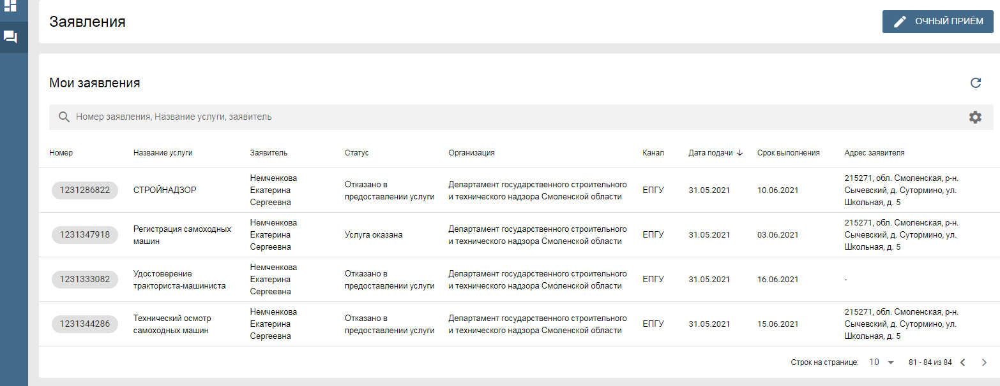 Заявления
ОЧНЫЙ ПРИЁМ
Мои заявления
Номер заявления, Название услуги, заявитель
Номер Название услуги Заявитель Статус Организация Канал Дата подачи Срок выполнения Адрес заявителя
1231286822
СТРОЙНАДЗОР
Немченкова
Екатерина
Сергеевна
Отказано в
предоставлении услуги
Департамент государственного строительного
и технического надзора Смоленской области
ЕПГУ
31.05.2021
10.06.2021
215271, обл. Смоленская, р-н.
Сычевский, д. Сутормино, ул.
Школьная, д. 5
1231347918
Регистрация самоходных
машин
Немченкова
Екатерина
Сергеевна
Услуга оказана
Департамент государственного строительного
и технического надзора Смоленской области
ЕПГУ
31.05.2021
03.06.2021
215271, обл. Смоленская, р-н.
Сычевский, д. Сутормино, ул.
Школьная, д. 5
1231333082
Удостоверение
тракториста-машиниста
Немченкова
Екатерина
Сергеевна
Отказано в
предоставлении услуги
Департамент государственного строительного
и технического надзора Смоленской области
ЕПГУ
31.05.2021
16.06.2021
-
1231344286
Технический осмотр
самоходных машин
Немченкова
Екатерина
Сергеевна
Отказано в
предоставлении услуги
Департамент государственного строительного
и технического надзора Смоленской области
ЕПГУ
31.05.2021
15.06.2021
215271, обл. Смоленская, р-н.
Сычевский, д. Сутормино, ул.
Школьная, д. 5
Строк на странице: 10 81 - 84 из 84